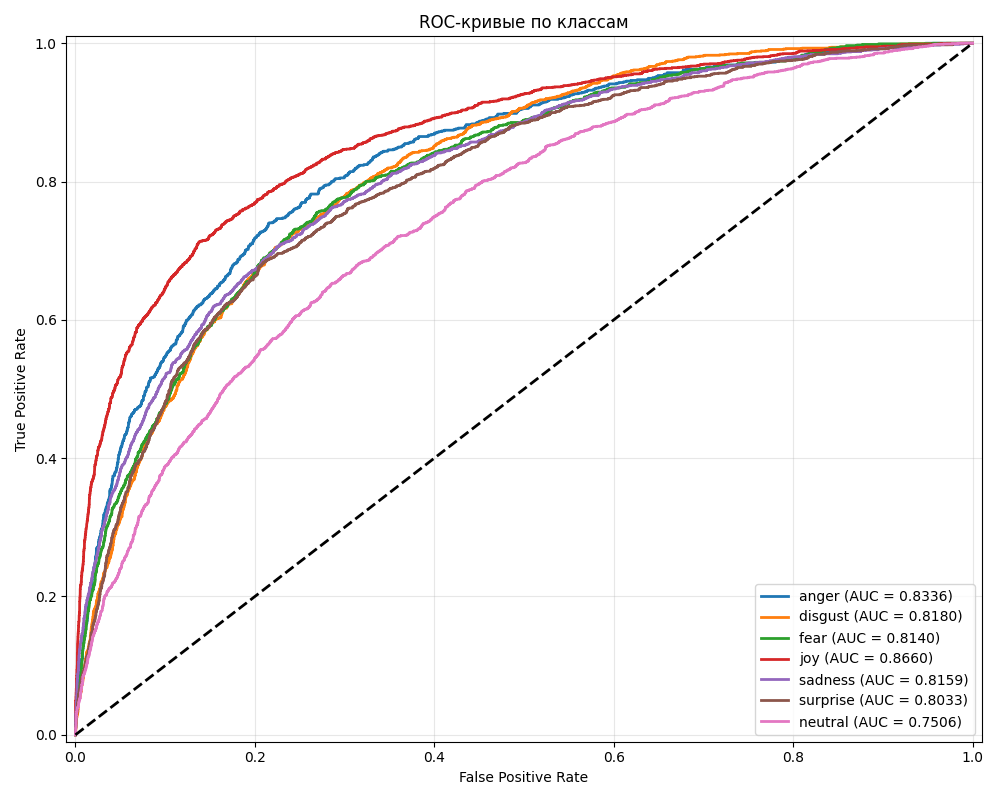 ROC-кривые по классам
True Positive Rate
1.0
0.8
0.6
0.4
0.2
0.0
0.0 0.2 0.4 0.6 0.8 1.0
False Positive Rate
anger (AUC = 0.8336)
disgust (AUC = 0.8180)
fear (AUC = 0.8140)
joy (AUC = 0.8660)
sadness (AUC = 0.8159)
surprise (AUC = 0.8033)
neutral (AUC = 0.7506)